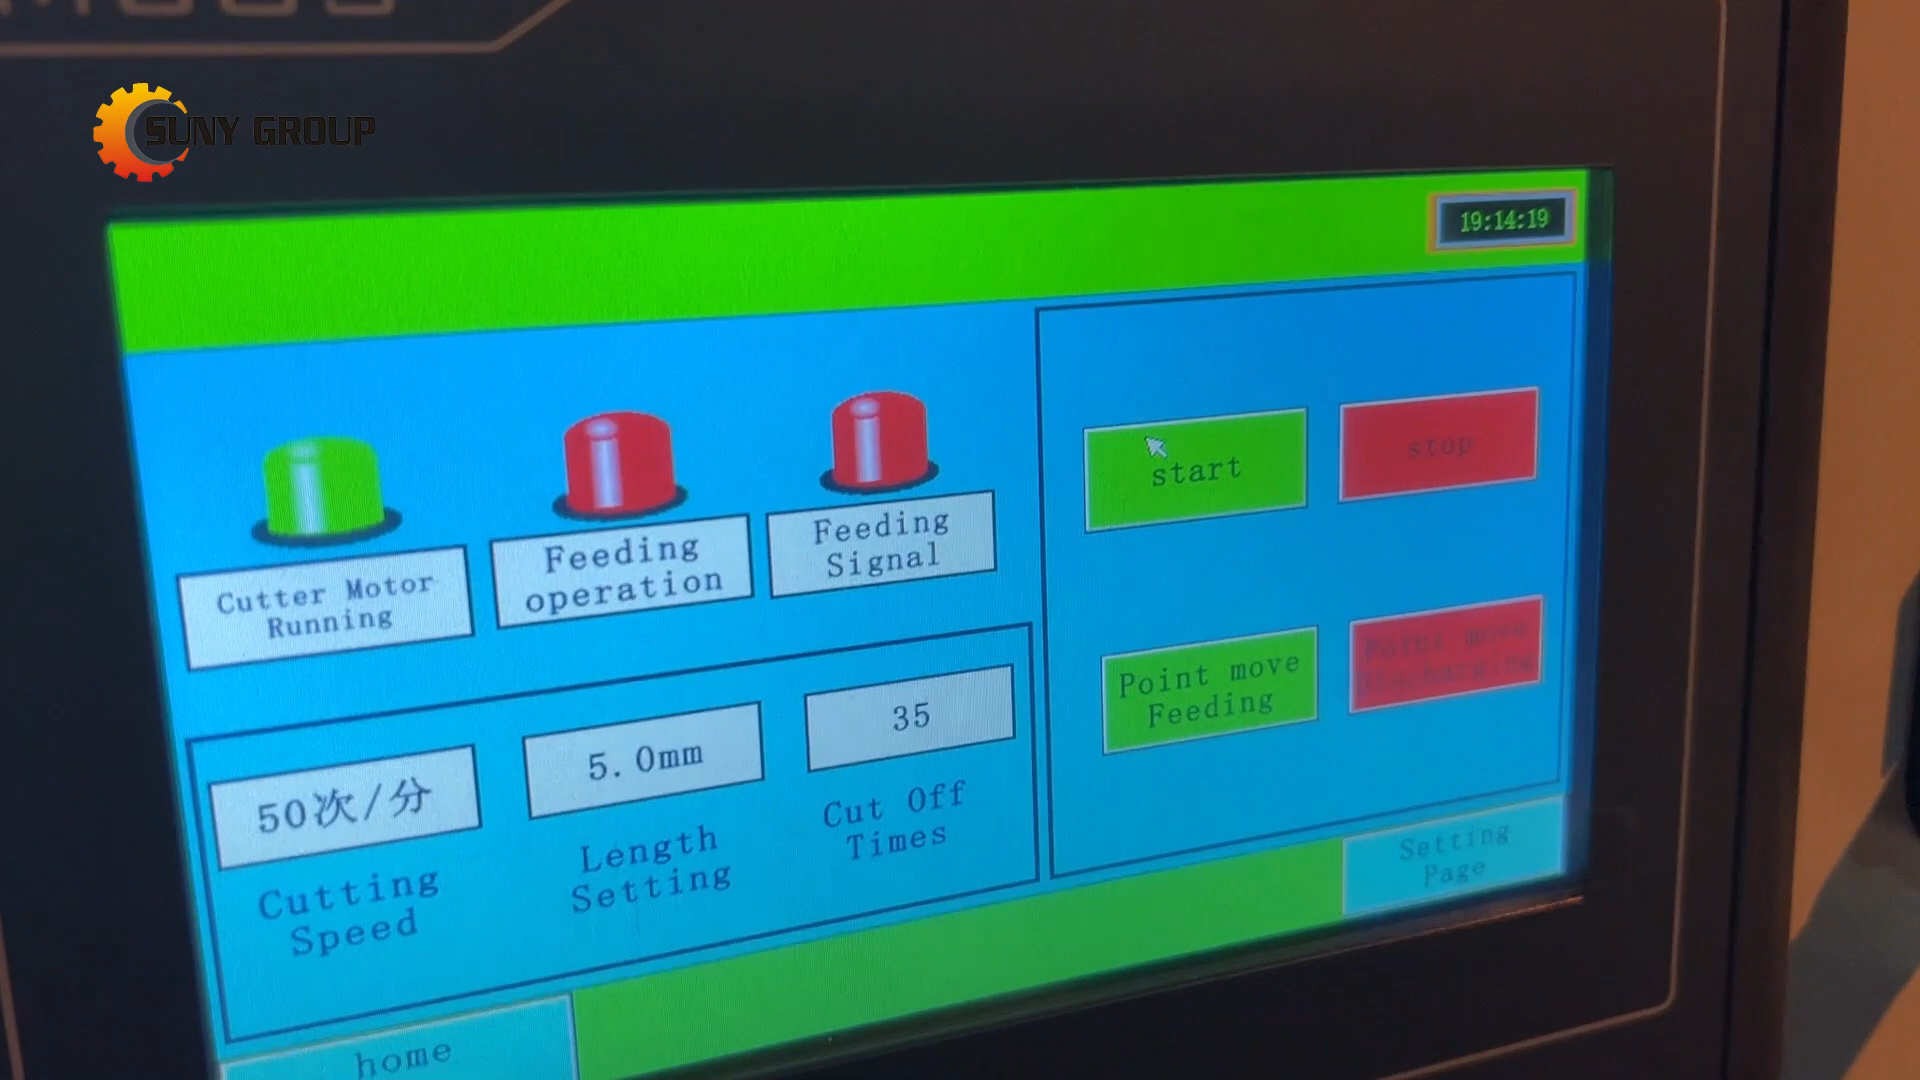 SUNY GROUP
19:14:19
Cutter Motor
Running
Feeding
operation
Feeding
Signal
start
stop
Point move
Feeding
Point move
50次/分
5.0mm
35
Cutting
Speed
Length
Setting
Cut Off
Times
Setting
Page
home